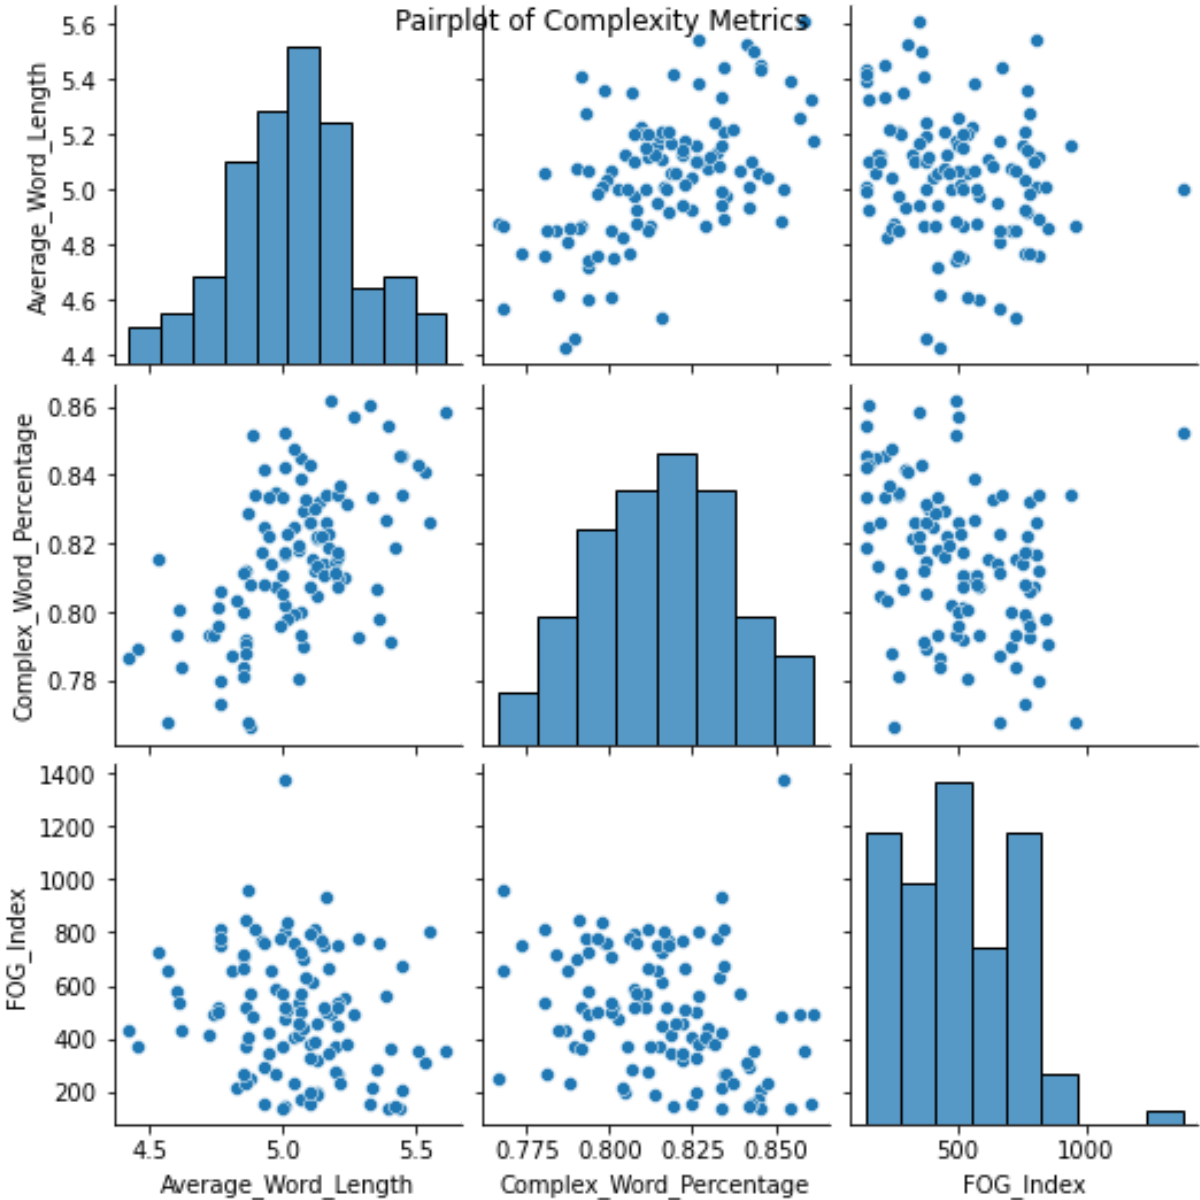 Pairplot of Complexity Metrics
Average_Word_Length
5.6
5.4
5.2
5.0
4.8
4.6
4.4
Complex_Word_Percentage
0.86
0.84
0.82
0.80
0.78
FOG_Index
1400
1200
1000
800
600
400
200
4.5 5.0 5.5
0.775 0.800 0.825 0.850
500 1000
Average_Word_Length
Complex_Word_Percentage
FOG_Index